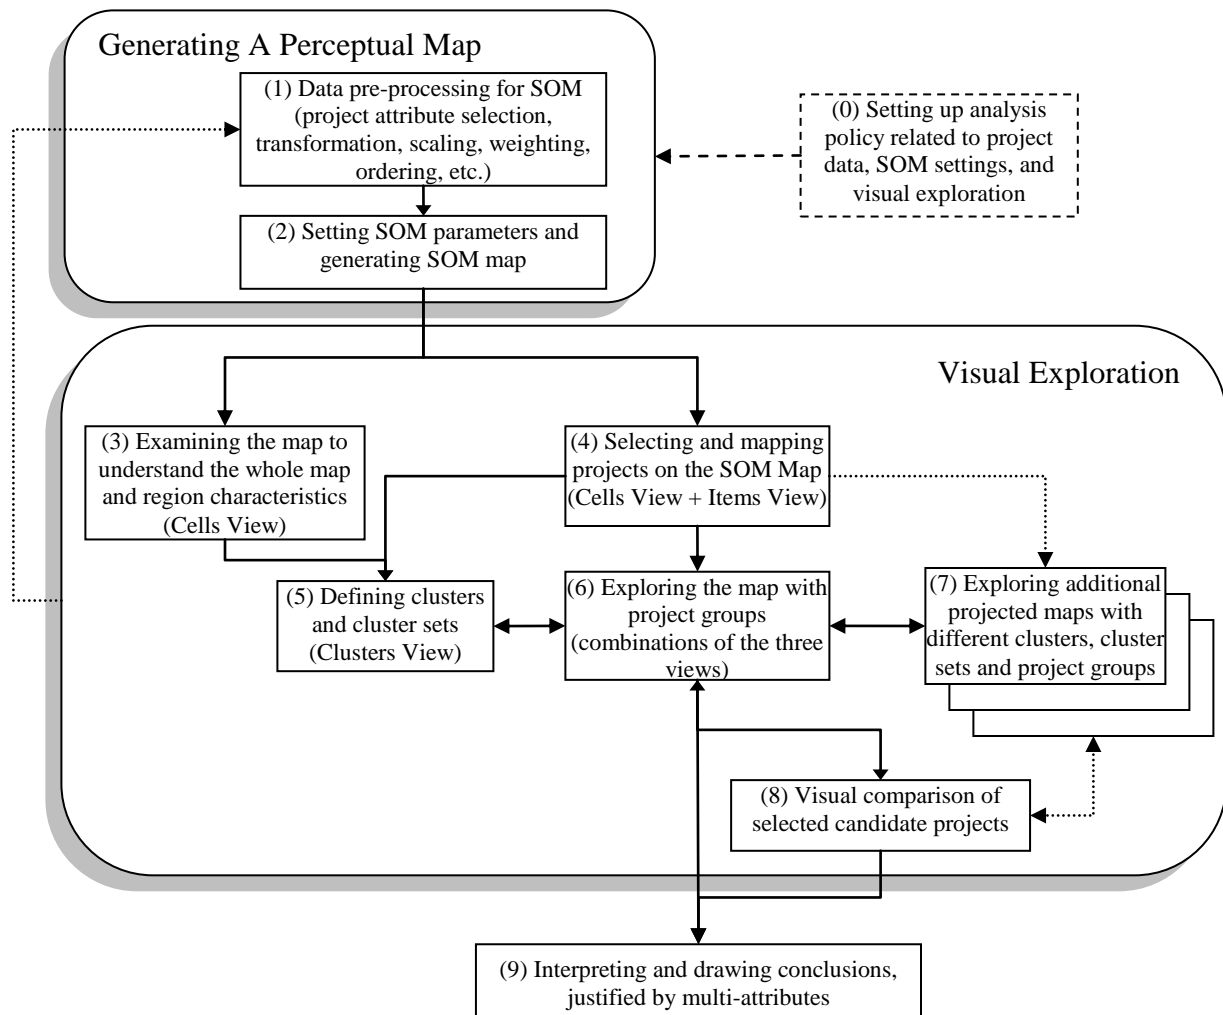 Generating A Perceptual Map
(1) Data pre-processing for SOM
(project attribute selection,
transformation, scaling, weighting,
ordering, etc.)
(0) Setting up analysis
policy related to project
data, SOM settings, and
visual exploration
(2) Setting SOM parameters and
generating SOM map
Visual Exploration
(3) Examining the map to
understand the whole map
and region characteristics
(Cells View)
(4) Selecting and mapping
projects on the SOM Map
(Cells View + Items View)
(5) Defining clusters
and cluster sets
(Clusters View)
(6) Exploring the map with
project groups
(combinations of the three
views)
(7) Exploring additional
projected maps with
different clusters, cluster
sets and project groups
(8) Visual comparison of
selected candidate projects
(9) Interpreting and drawing conclusions,
justified by multi-attributes